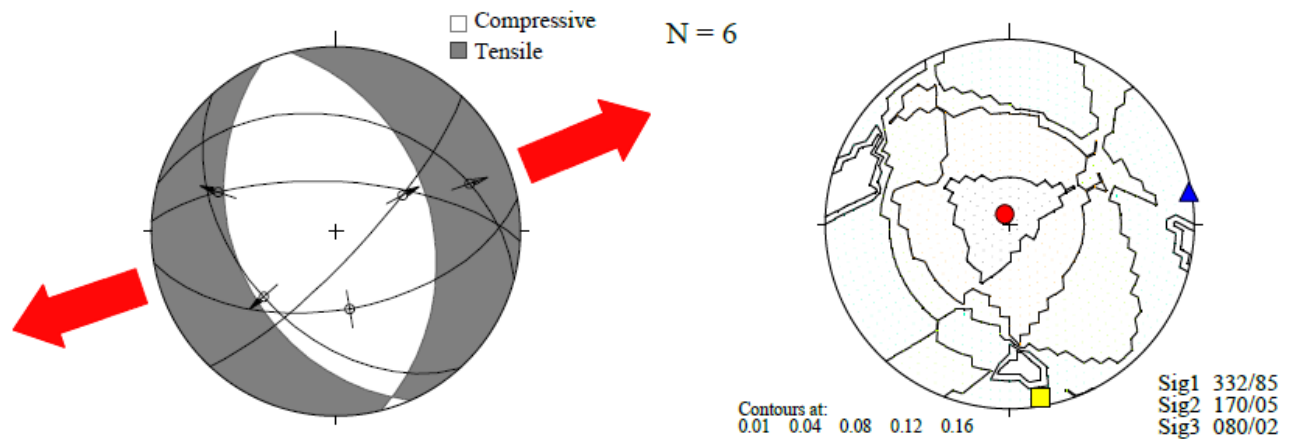 Compressive
Tensile
N = 6
Contours at:
0.01 0.04 0.08 0.12 0.16
Sig1 332/85
Sig2 170/05
Sig3 080/02